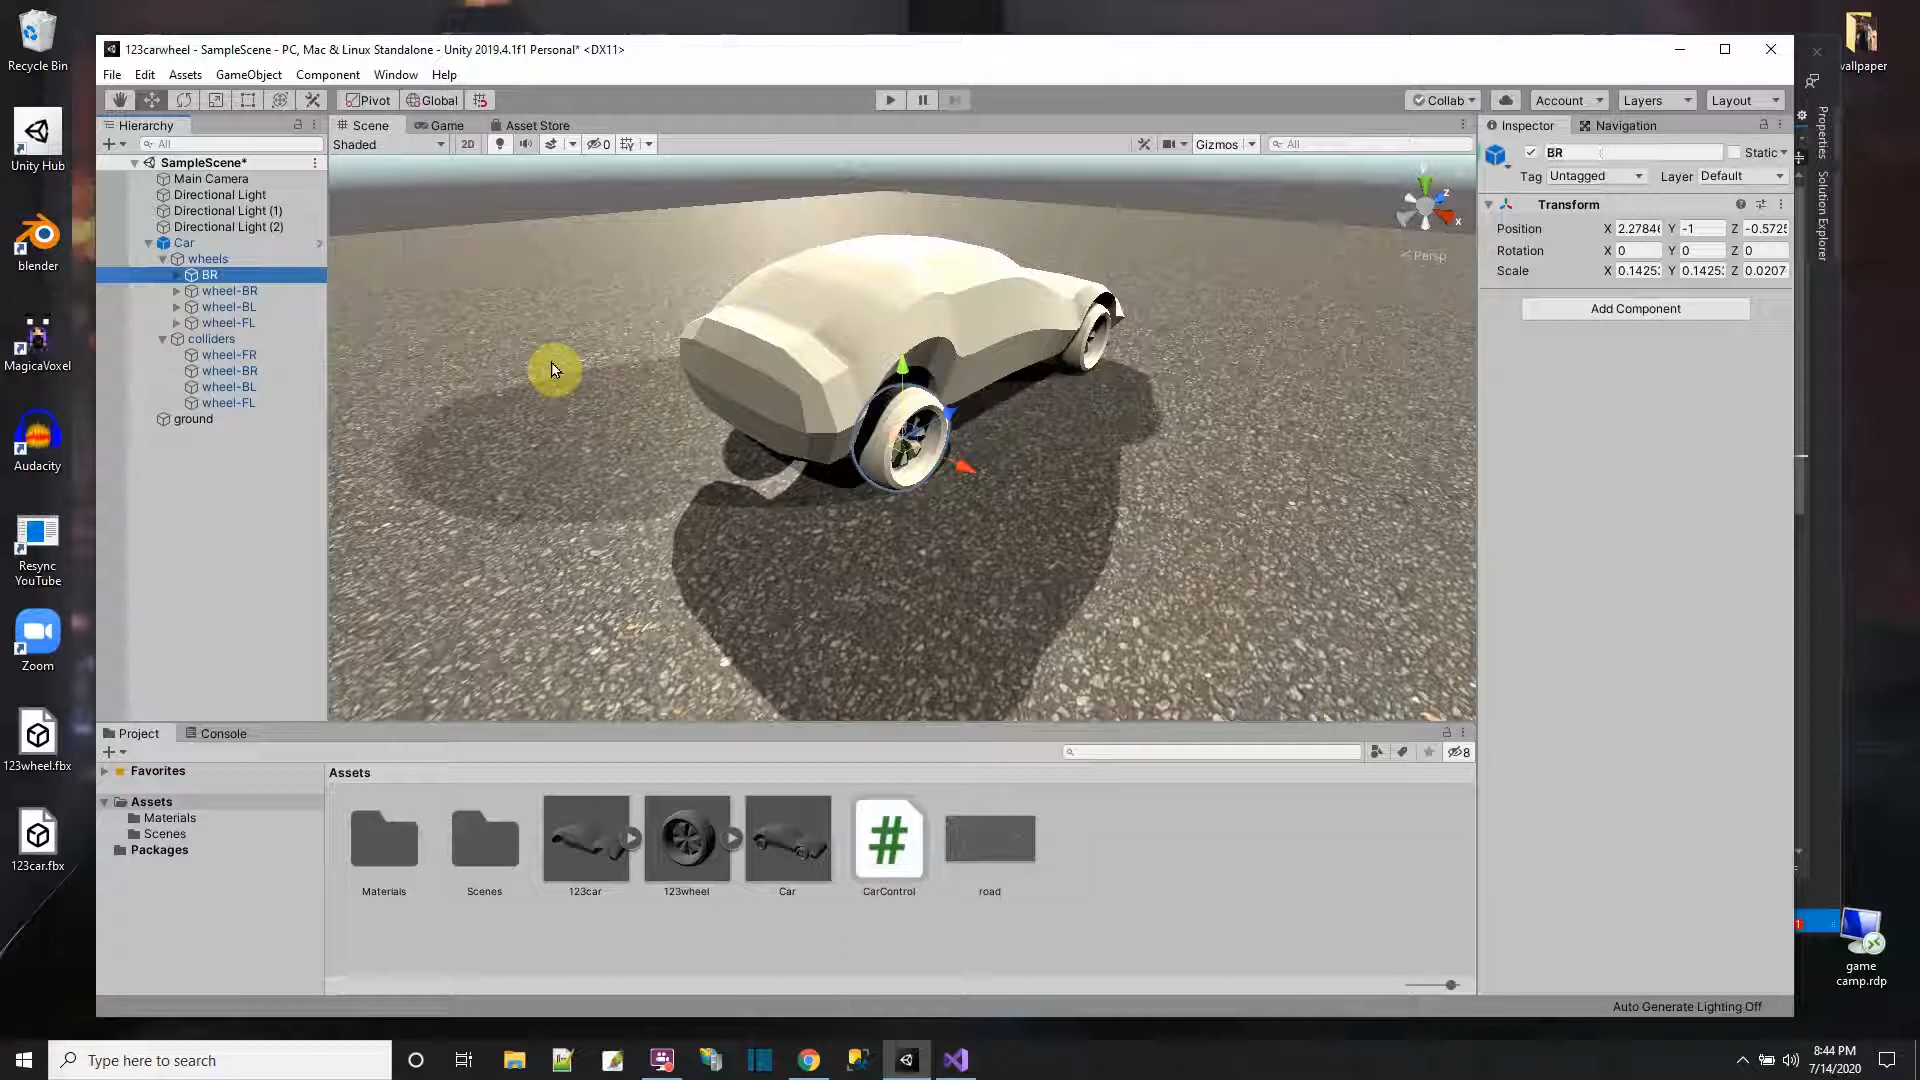 Recycle Bin
Unity Hub
blender
MagicaVoxel
Audacity
Resync
YouTube
Zoom
123wheel.fbx
123car.fbx
123carwheel - SampleScene - PC, Mac & Linux Standalone - Unity 2019.4.1f1 Personal* <DX11>
File Edit Assets GameObject Component Window Help
Pivot Global Collab Account Layers Layout
Hierarchy
All
SampleScene*
Main Camera
Directional Light
Directional Light (1)
Directional Light (2)
Car
wheels
BR
wheel-BR
wheel-BL
wheel-FL
colliders
wheel-FR
wheel-BR
wheel-BL
wheel-FL
ground
Scene Game Asset Store
Shaded 2D 0 Gizmos All
z
x
Persp
Inspector Navigation
BR Static
Tag Untagged Layer Default
Transform
Position X 2.2784 Y -1 Z -0.572
Rotation X 0 Y 0 Z 0
Scale X 0.1425 Y 0.1425 Z 0.0207
Add Component
Project Console
8
Favorites
Assets
Materials
Scenes
Packages
Assets
#
Materials Scenes 123car 123wheel Car CarControl road
Auto Generate Lighting Off
Properties
Solution Explorer
1
game
camp.rdp
Type here to search
8:44 PM
7/14/2020